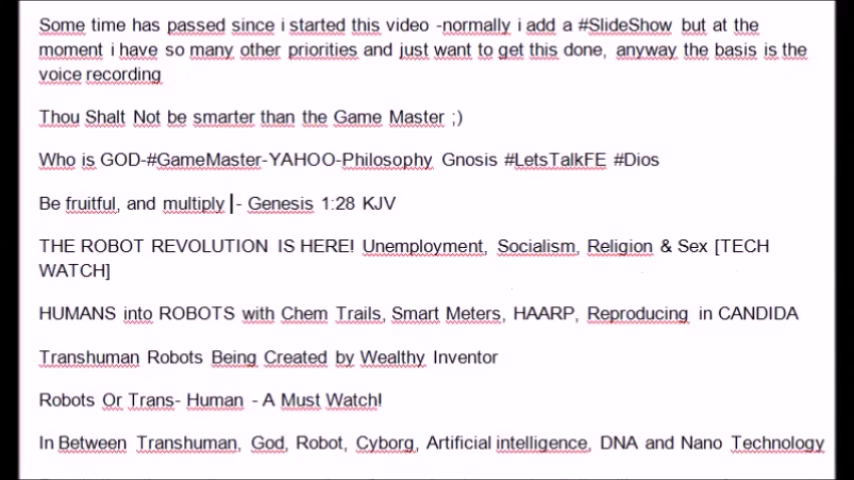 Some time has passed since i started this video -normally i add a #SlideShow but at the
moment i have so many other priorities and just want to get this done, anyway the basis is the
voice recording
Thou Shalt Not be smarter than the Game Master ;)
Who is GOD-#GameMaster-YAHOO-Philosophy Gnosis #LetsTalkFE #Dios
Be fruitful, and multiply - Genesis 1:28 KJV
THE ROBOT REVOLUTION IS HERE! Unemployment, Socialism, Religion & Sex [TECH
WATCH]
HUMANS into ROBOTS with Chem Trails, Smart Meters, HAARP, Reproducing in CANDIDA
Transhuman Robots Being Created by Wealthy Inventor
Robots Or Trans- Human - A Must Watch!
In Between Transhuman, God, Robot, Cyborg, Artificial intelligence, DNA and Nano Technology